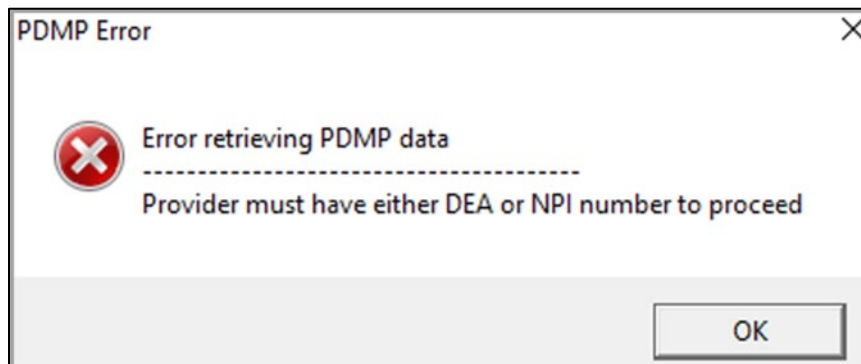 PDMP Error
Error retrieving PDMP data
----------------------------------------
Provider must have either DEA or NPI number to proceed
OK